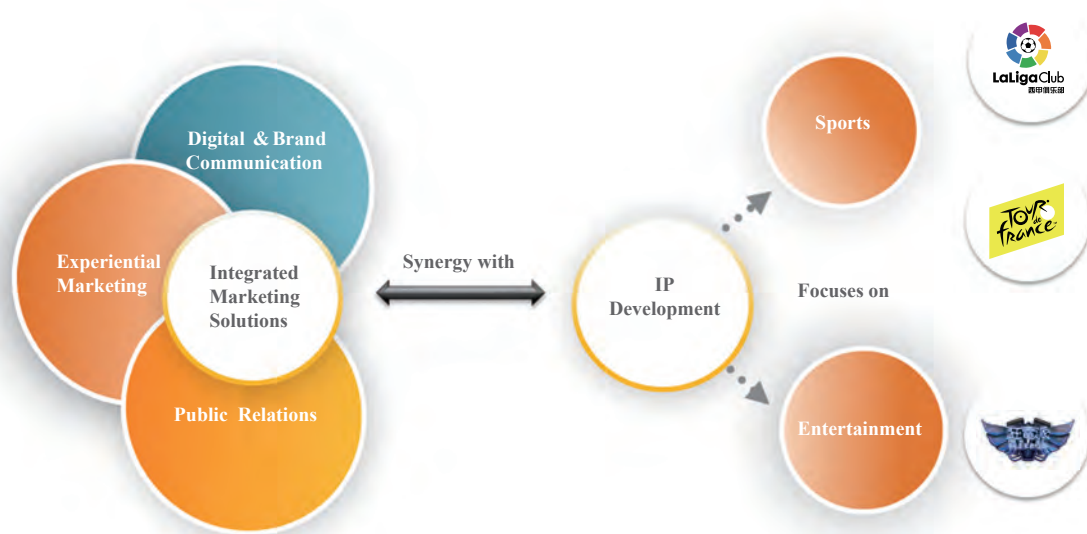 Digital & Brand
Communication
Experiential
Marketing
Integrated
Marketing
Solutions
Public Relations
Synergy with
IP
Development
Focuses on
Sports
Entertainment
LaLigaClub
西甲俱乐部
TOUR
de
france